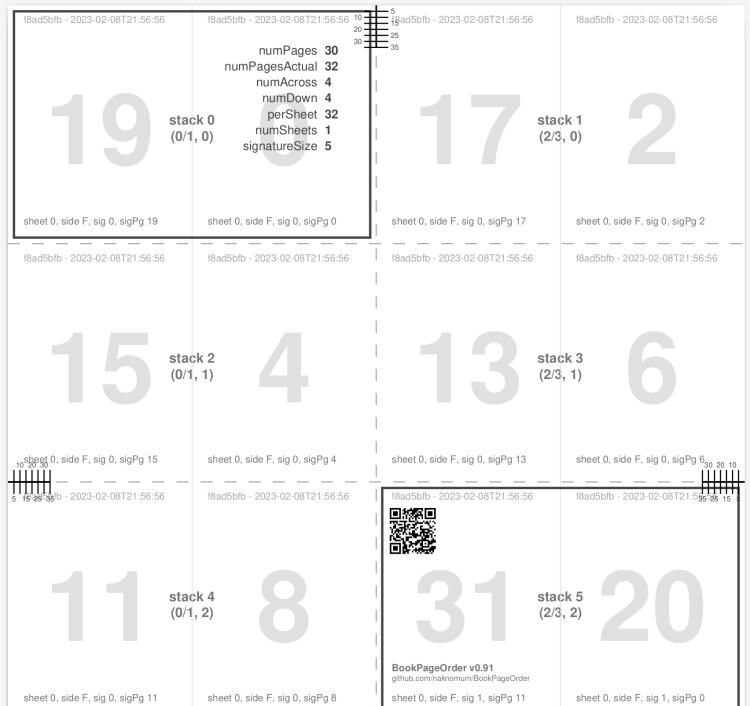 f8ad5bfb - 2023-02-08T21:56:56
f8ad5bfb - 2023-02-08T21:56:56
numPages 30
numPagesActual 32
numAcross 4
numDown 4
perSheet 32
numSheets 1
signatureSize 5
19
stack 0
(0/1, 0)
0
sheet 0, side F, sig 0, sigPg 19
sheet 0, side F, sig 0, sigPg 0
5
10
15
20
25
30
35
f8ad5bfb - 2023-02-08T21:56:56
f8ad5bfb - 2023-02-08T21:56:56
17
stack 1
(2/3, 0)
2
sheet 0, side F, sig 0, sigPg 17
sheet 0, side F, sig 0, sigPg 2
f8ad5bfb - 2023-02-08T21:56:56
f8ad5bfb - 2023-02-08T21:56:56
15
stack 2
(0/1, 1)
4
sheet 0, side F, sig 0, sigPg 15
sheet 0, side F, sig 0, sigPg 4
f8ad5bfb - 2023-02-08T21:56:56
f8ad5bfb - 2023-02-08T21:56:56
13
stack 3
(2/3, 1)
6
sheet 0, side F, sig 0, sigPg 13
sheet 0, side F, sig 0, sigPg 6
10 20 30
5 15 25 35
30 20 10
35 25 15 5
f8ad5bfb - 2023-02-08T21:56:56
f8ad5bfb - 2023-02-08T21:56:56
11
stack 4
(0/1, 2)
8
sheet 0, side F, sig 0, sigPg 11
sheet 0, side F, sig 0, sigPg 8
f8ad5bfb - 2023-02-08T21:56:56
f8ad5bfb - 2023-02-08T21:56:56
31
stack 5
(2/3, 2)
20
BookPageOrder v0.91
github.com/naknomum/BookPageOrder
sheet 0, side F, sig 1, sigPg 11
sheet 0, side F, sig 1, sigPg 0